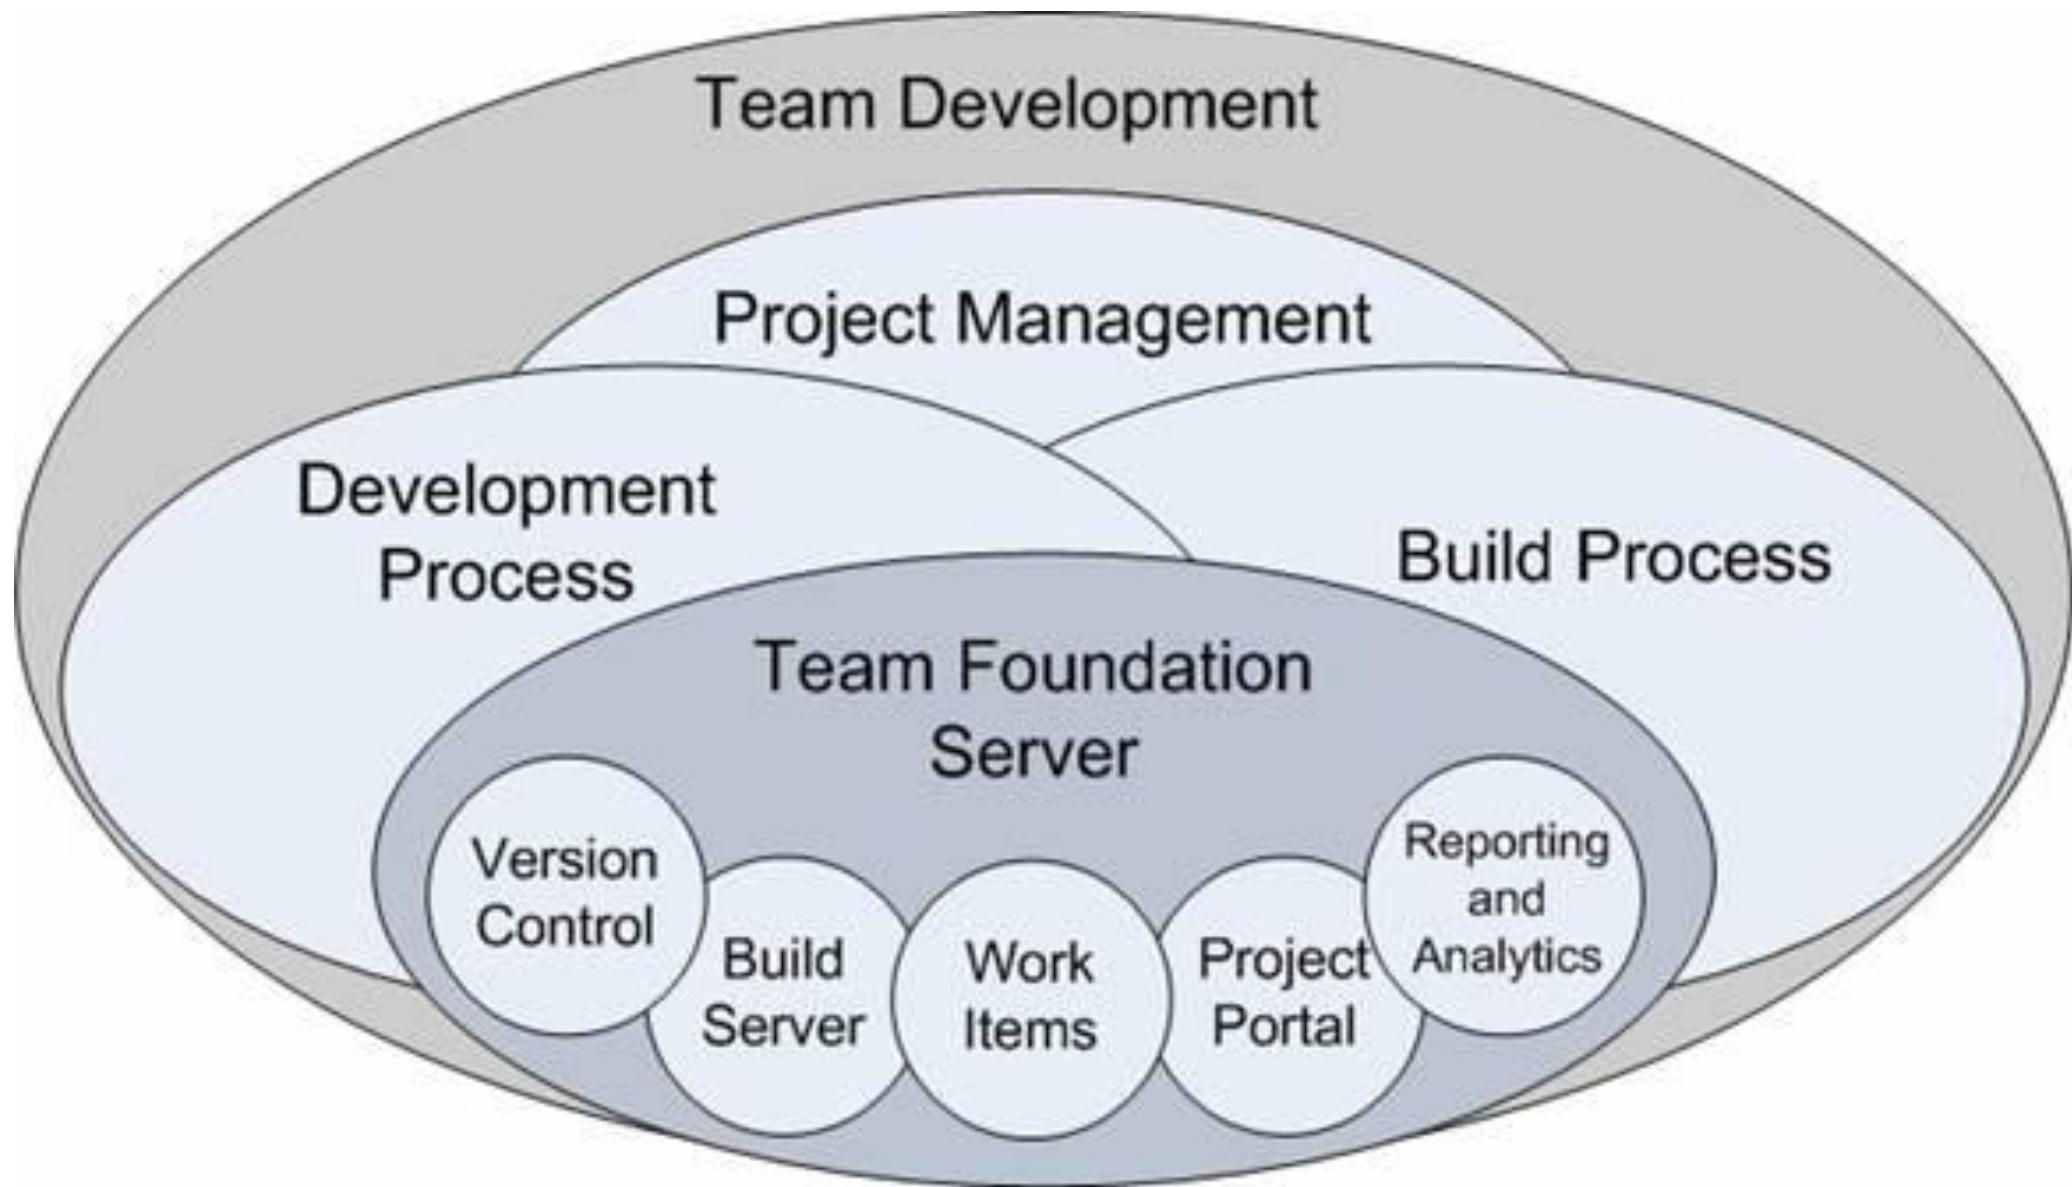 Team Development
Project Management
Development
Process
Build Process
Team Foundation
Server
Version
Control
Build
Server
Work
Items
Project
Portal
Reporting
and
Analytics